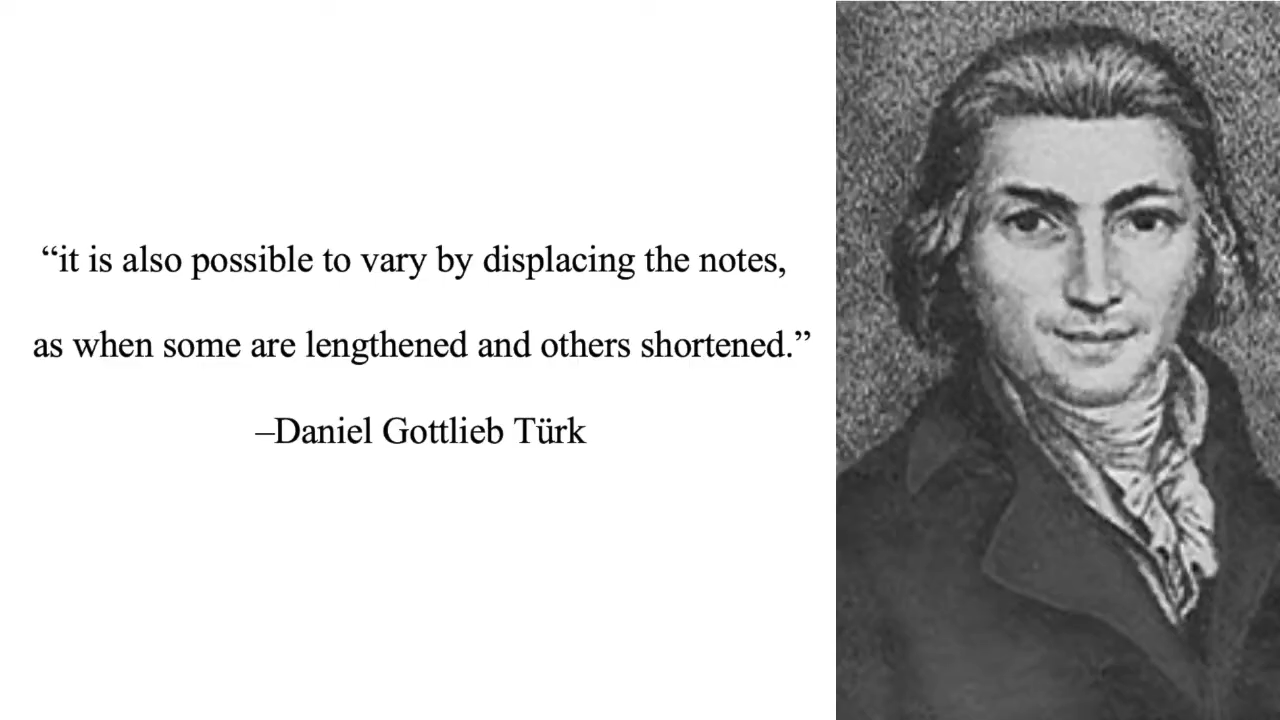 “it is also possible to vary by displacing the notes,
as when some are lengthened and others shortened.”
–Daniel Gottlieb Türk